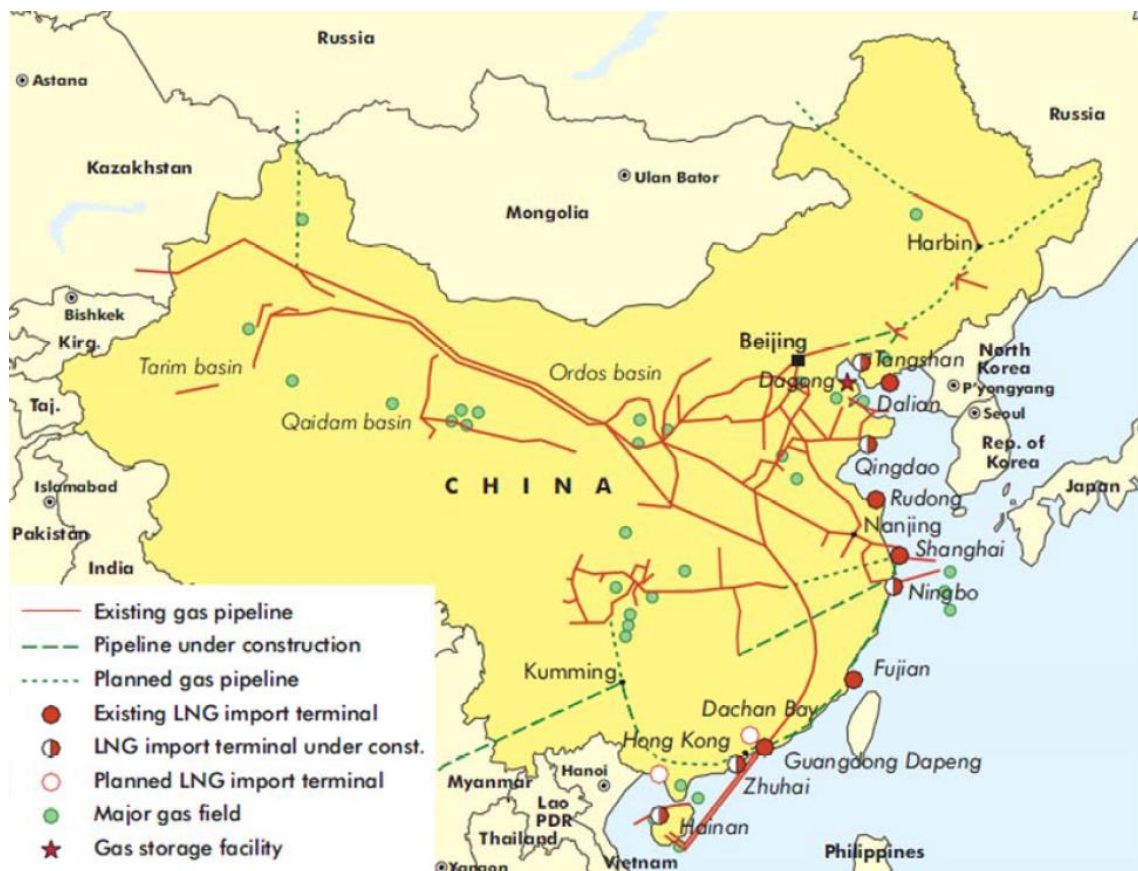 Russia
Astana
Russia
Kazakhstan
Ulan Bator
Mongolia
Harbin
Bishkek
Kirg.
Beijing
Tangshan
North
Korea
Tarim basin
Ordos basin
Dagang
P'yongyang
Taj.
Dalian
Seoul
Qaidam basin
Rep. of
Korea
Qingdao
CHINA
Japan
Islamabad
Rudong
Pakistan
Nanjing
Shanghai
India
Ningbo
Existing gas pipeline
Pipeline under construction
Planned gas pipeline
Existing LNG import terminal
LNG import terminal under const.
Planned LNG import terminal
Major gas field
Gas storage facility
Kumming
Fujian
Dachan Bay
Hong Kong
Guangdong Dapeng
Myanmar
Hanoi
Zhuhai
Lao
PDR
Hainan
Thailand
Vietnam
Philippines
Yangon